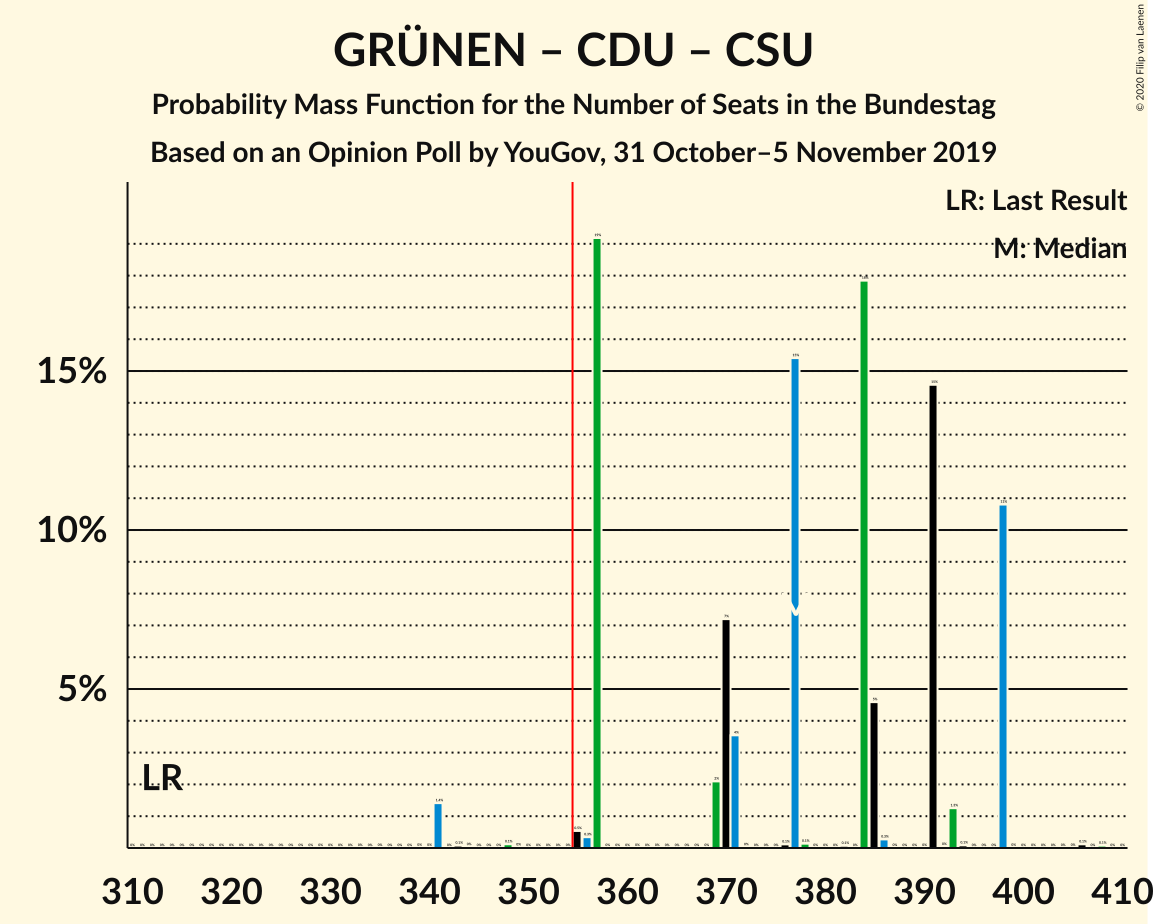 GRÜNEN – CDU – CSU
Probability Mass Function for the Number of Seats in the Bundestag
Based on an Opinion Poll by YouGov, 31 October–5 November 2019
© 2020 Filip van Laenen
LR: Last Result
M: Median
15%
10%
5%
LR
310 320 330 340 350 360 370 380 390 400 410